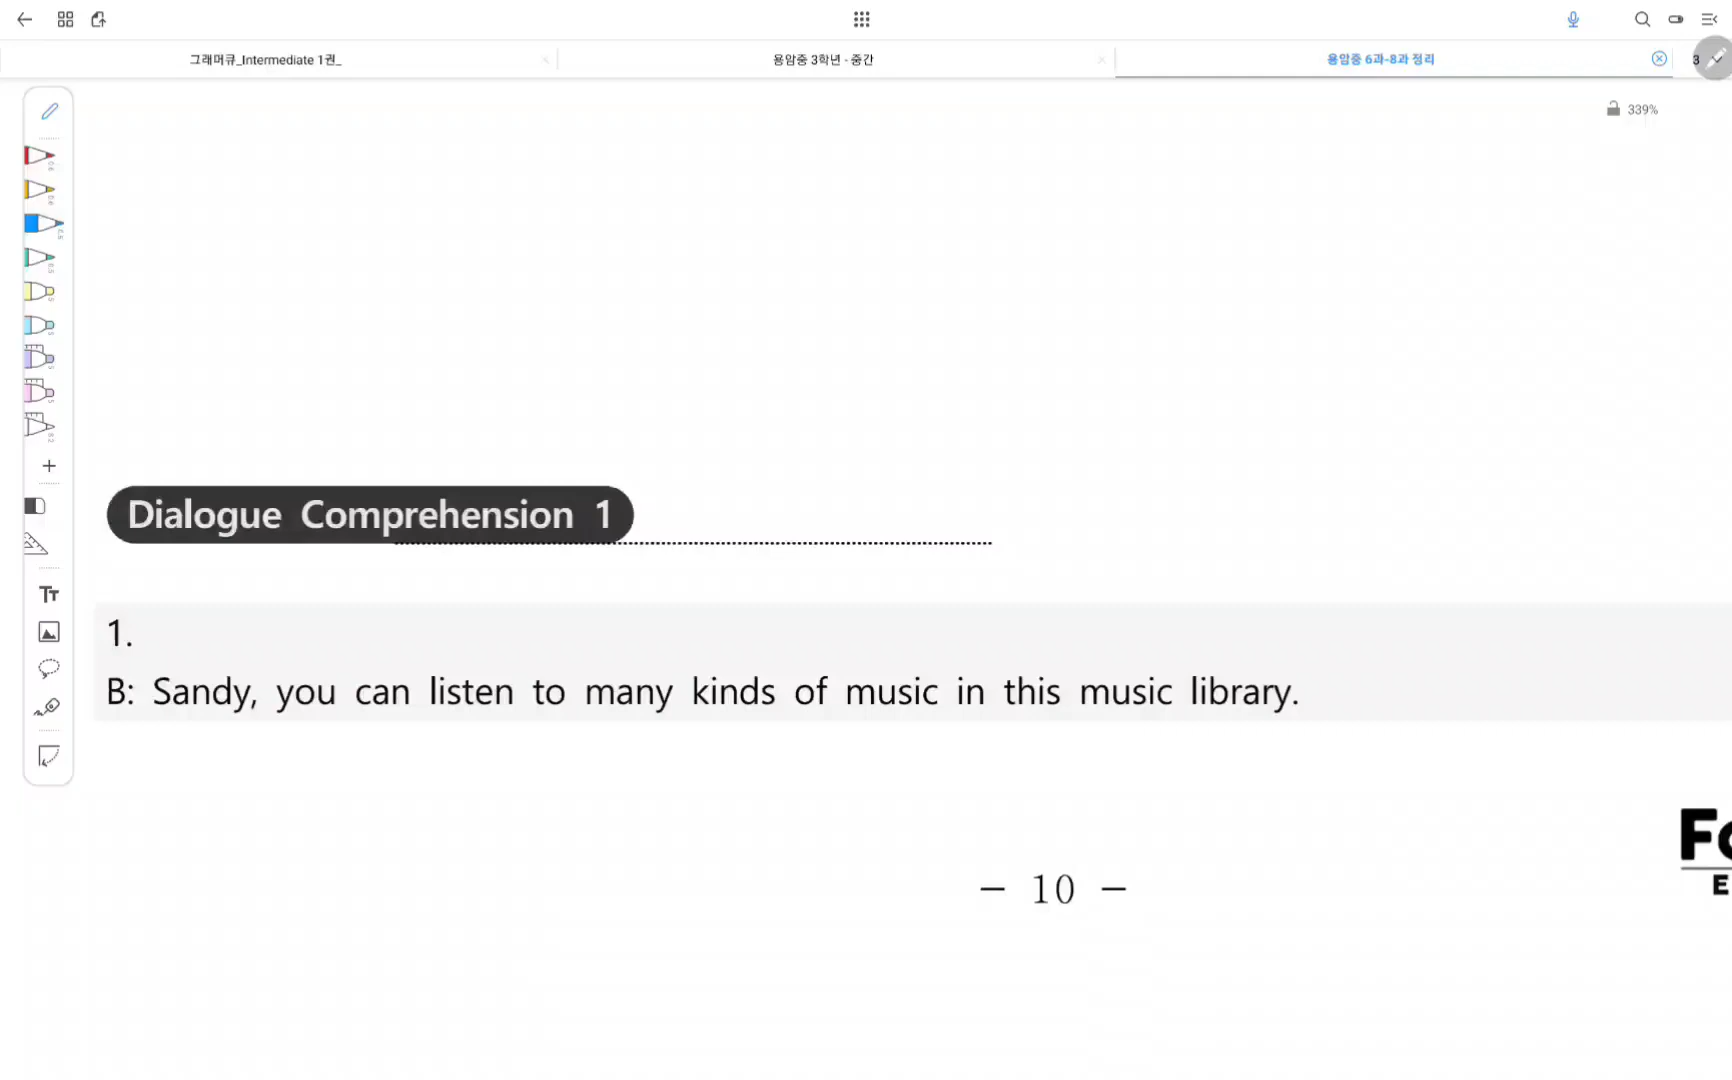 그래머큐_Intermediate 1권_
용암중 3학년 - 중간
용암중 6과-8과 정리
3
339%
Dialogue Comprehension 1
1.
B: Sandy, you can listen to many kinds of music in this music library.
- 10 -